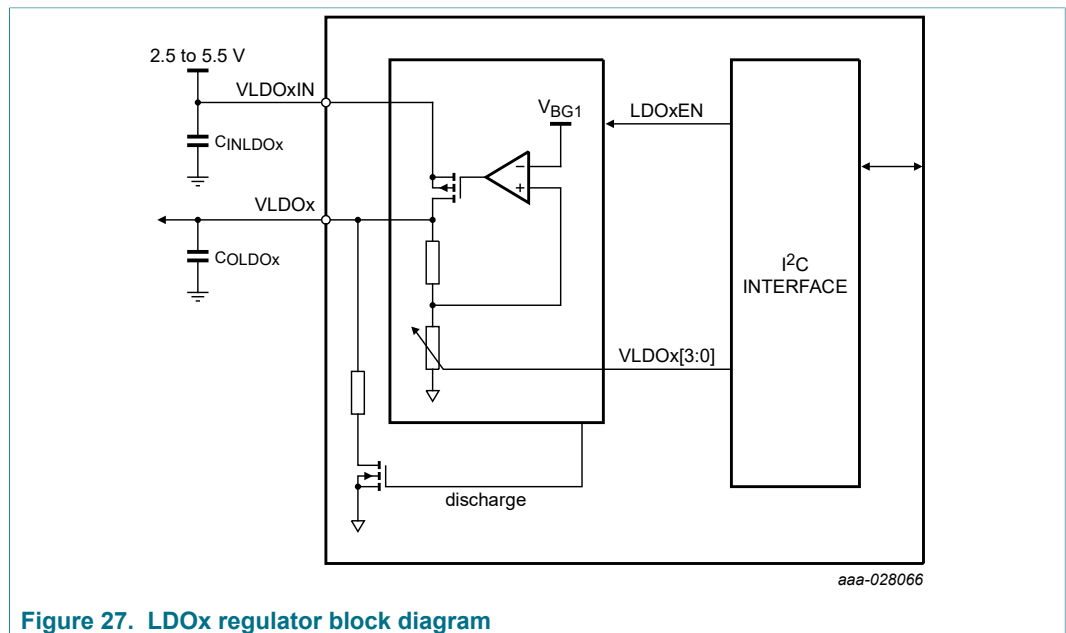 2.5 to 5.5 V
VLDOxIN
CINLDOx
VLDOx
COLDOx
VBG1
−
+
LDOxEN
I2C
INTERFACE
VLDOx[3:0]
discharge
aaa-028066
Figure 27. LDOx regulator block diagram